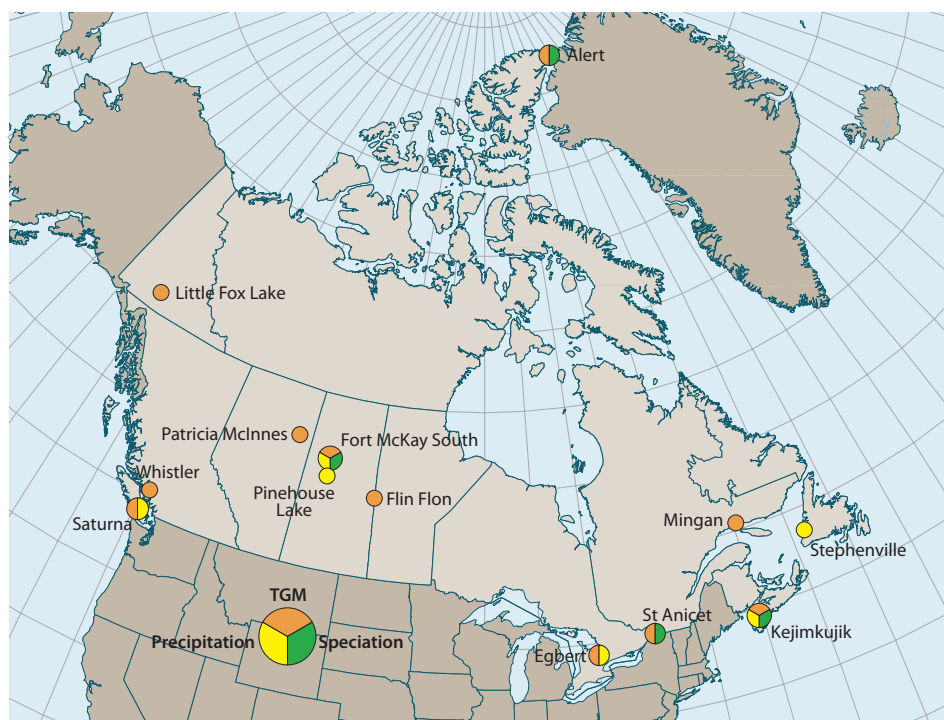 Alert
Little Fox Lake
Patricia McInnes
Fort McKay South
Whistler
Pinehouse
Lake
Flin Flon
Saturna
Mingan
Stephenville
TGM
St Anicet
Precipitation
Speciation
Kejimkujik
Egbert